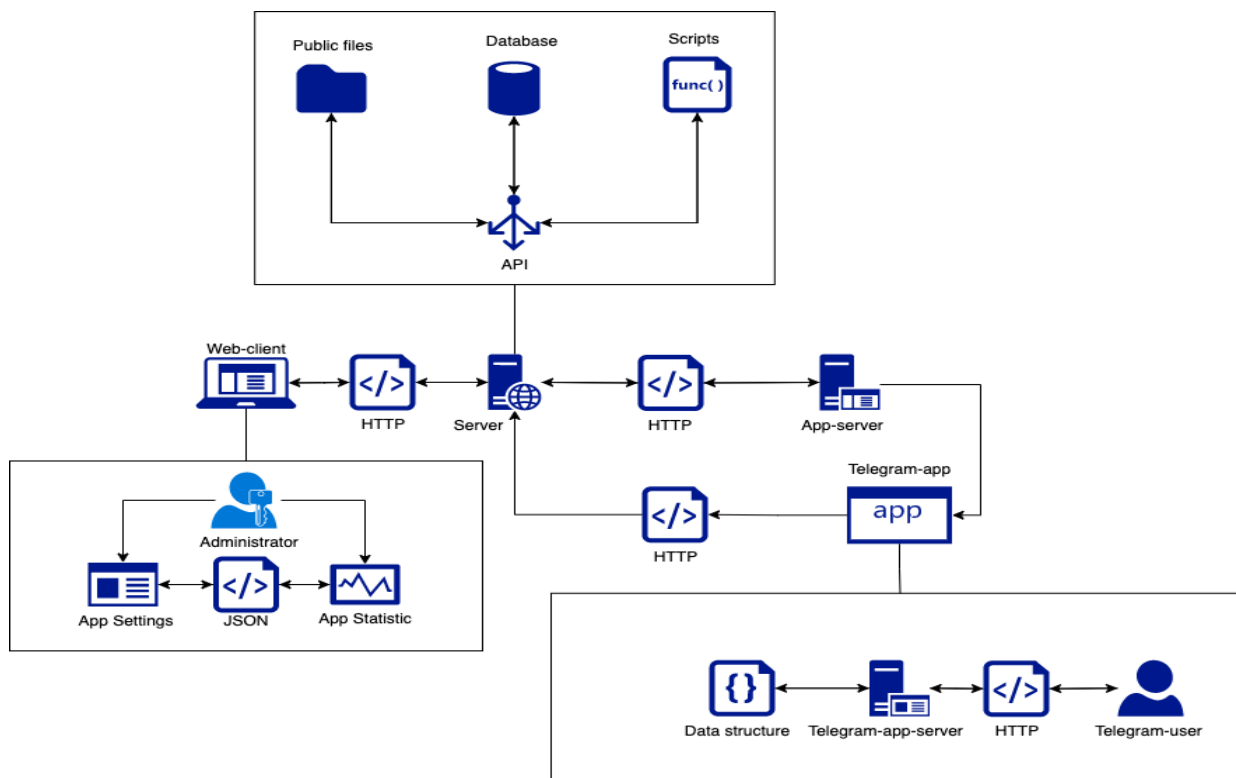 Public files
Database
Scripts
func()
API
Web-client
</>
HTTP
Server
</>
HTTP
App-server
Telegram-app
app
</>
HTTP
Administrator
App Settings
</>
JSON
App Statistic
{}
Data structure
Telegram-app-server
</>
HTTP
Telegram-user